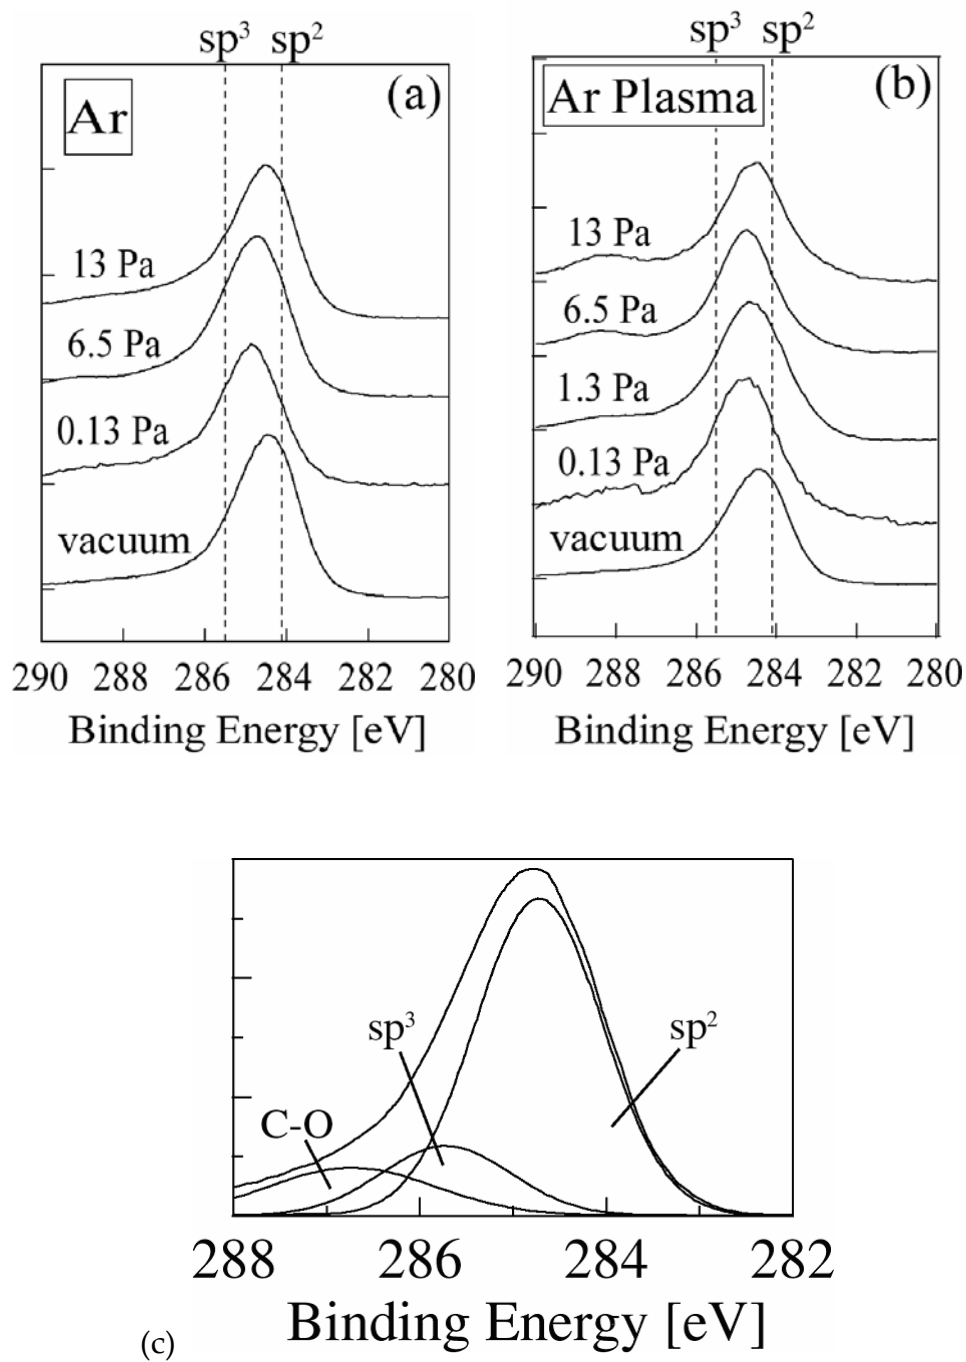 sp³ sp²
Ar
(a)
13 Pa
6.5 Pa
0.13 Pa
vacuum
290 288 286 284 282 280
Binding Energy [eV]
sp³ sp²
Ar Plasma
(b)
13 Pa
6.5 Pa
1.3 Pa
0.13 Pa
vacuum
290 288 286 284 282 280
Binding Energy [eV]
sp³
sp²
C-O
288 286 284 282
Binding Energy [eV]
(c)